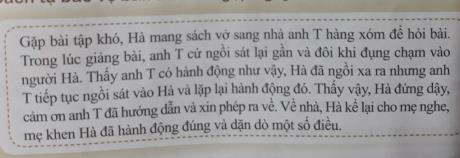 Gặp bài tập khó, Hà mang sách vở sang nhà anh T hàng xóm để hỏi bài.
Trong lúc giảng bài, anh T cứ ngồi sát lại gần và đôi khi đụng chạm vào
người Hà. Thấy anh T có hành động như vậy, Hà đã ngồi xa ra nhưng anh
T tiếp tục ngồi sát vào Hà và lặp lại hành động đó. Thấy vậy, Hà đứng dậy,
cảm ơn anh T đã hướng dẫn và xin phép ra về. Về nhà, Hà kể lại cho mẹ nghe,
mẹ khen Hà đã hành động đúng và dặn dò một số điều.